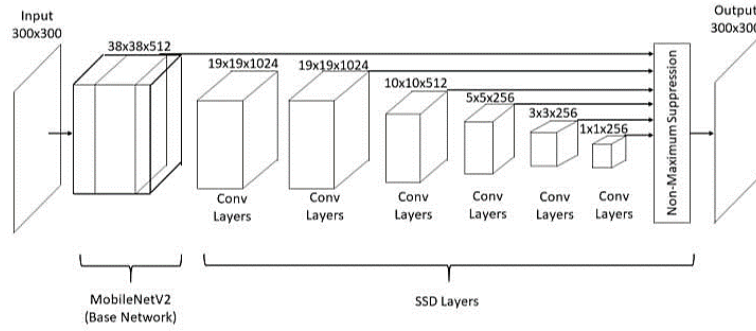 Input
300x300
38x38x512
19x19x1024
19x19x1024
10x10x512
5x5x256
3x3x256
1x1x256
Non-Maximum Suppression
Output
300x300
Conv
Layers
Conv
Layers
Conv
Layers
Conv
Layers
Conv
Layers
Conv
Layers
MobileNetV2
(Base Network)
SSD Layers